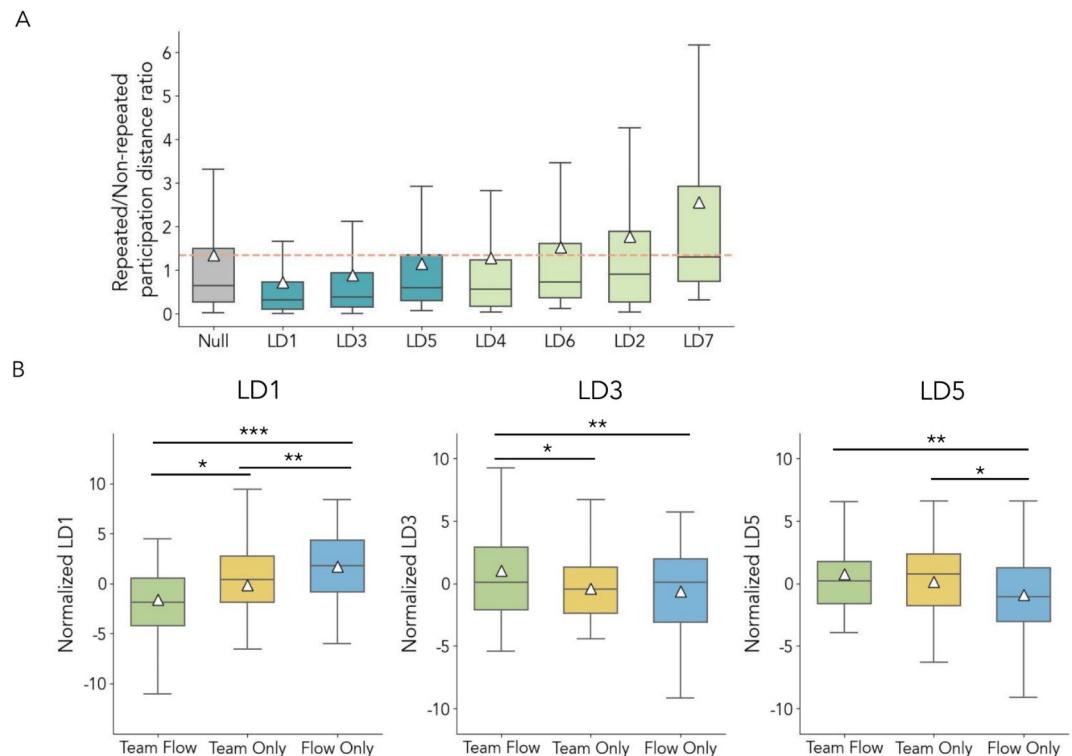 A
Repeated/Non-repeated
participation distance ratio
6
5
4
3
2
1
0
Null LD1 LD3 LD5 LD4 LD6 LD2 LD7
B
LD1
***
*
**
Normalized LD1
10
5
0
-5
-10
Team Flow Team Only Flow Only
LD3
**
*
Normalized LD3
10
5
0
-5
-10
Team Flow Team Only Flow Only
LD5
**
*
Normalized LD5
10
5
0
-5
-10
Team Flow Team Only Flow Only